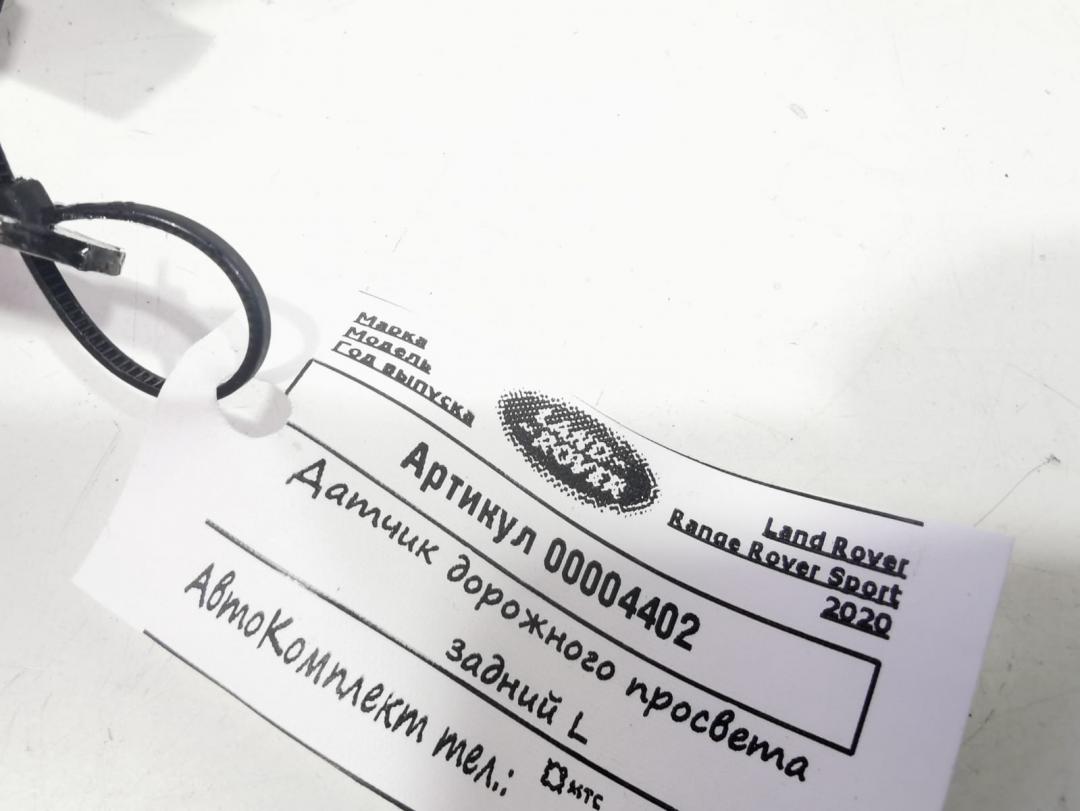 Марка
Модель
Год выпуска
LAND ROVER
Land Rover
Range Rover Sport
2020
Артикул 00004402
Датчик дорожного просвета
задний L
АвтоКомплект тел.:
мтс